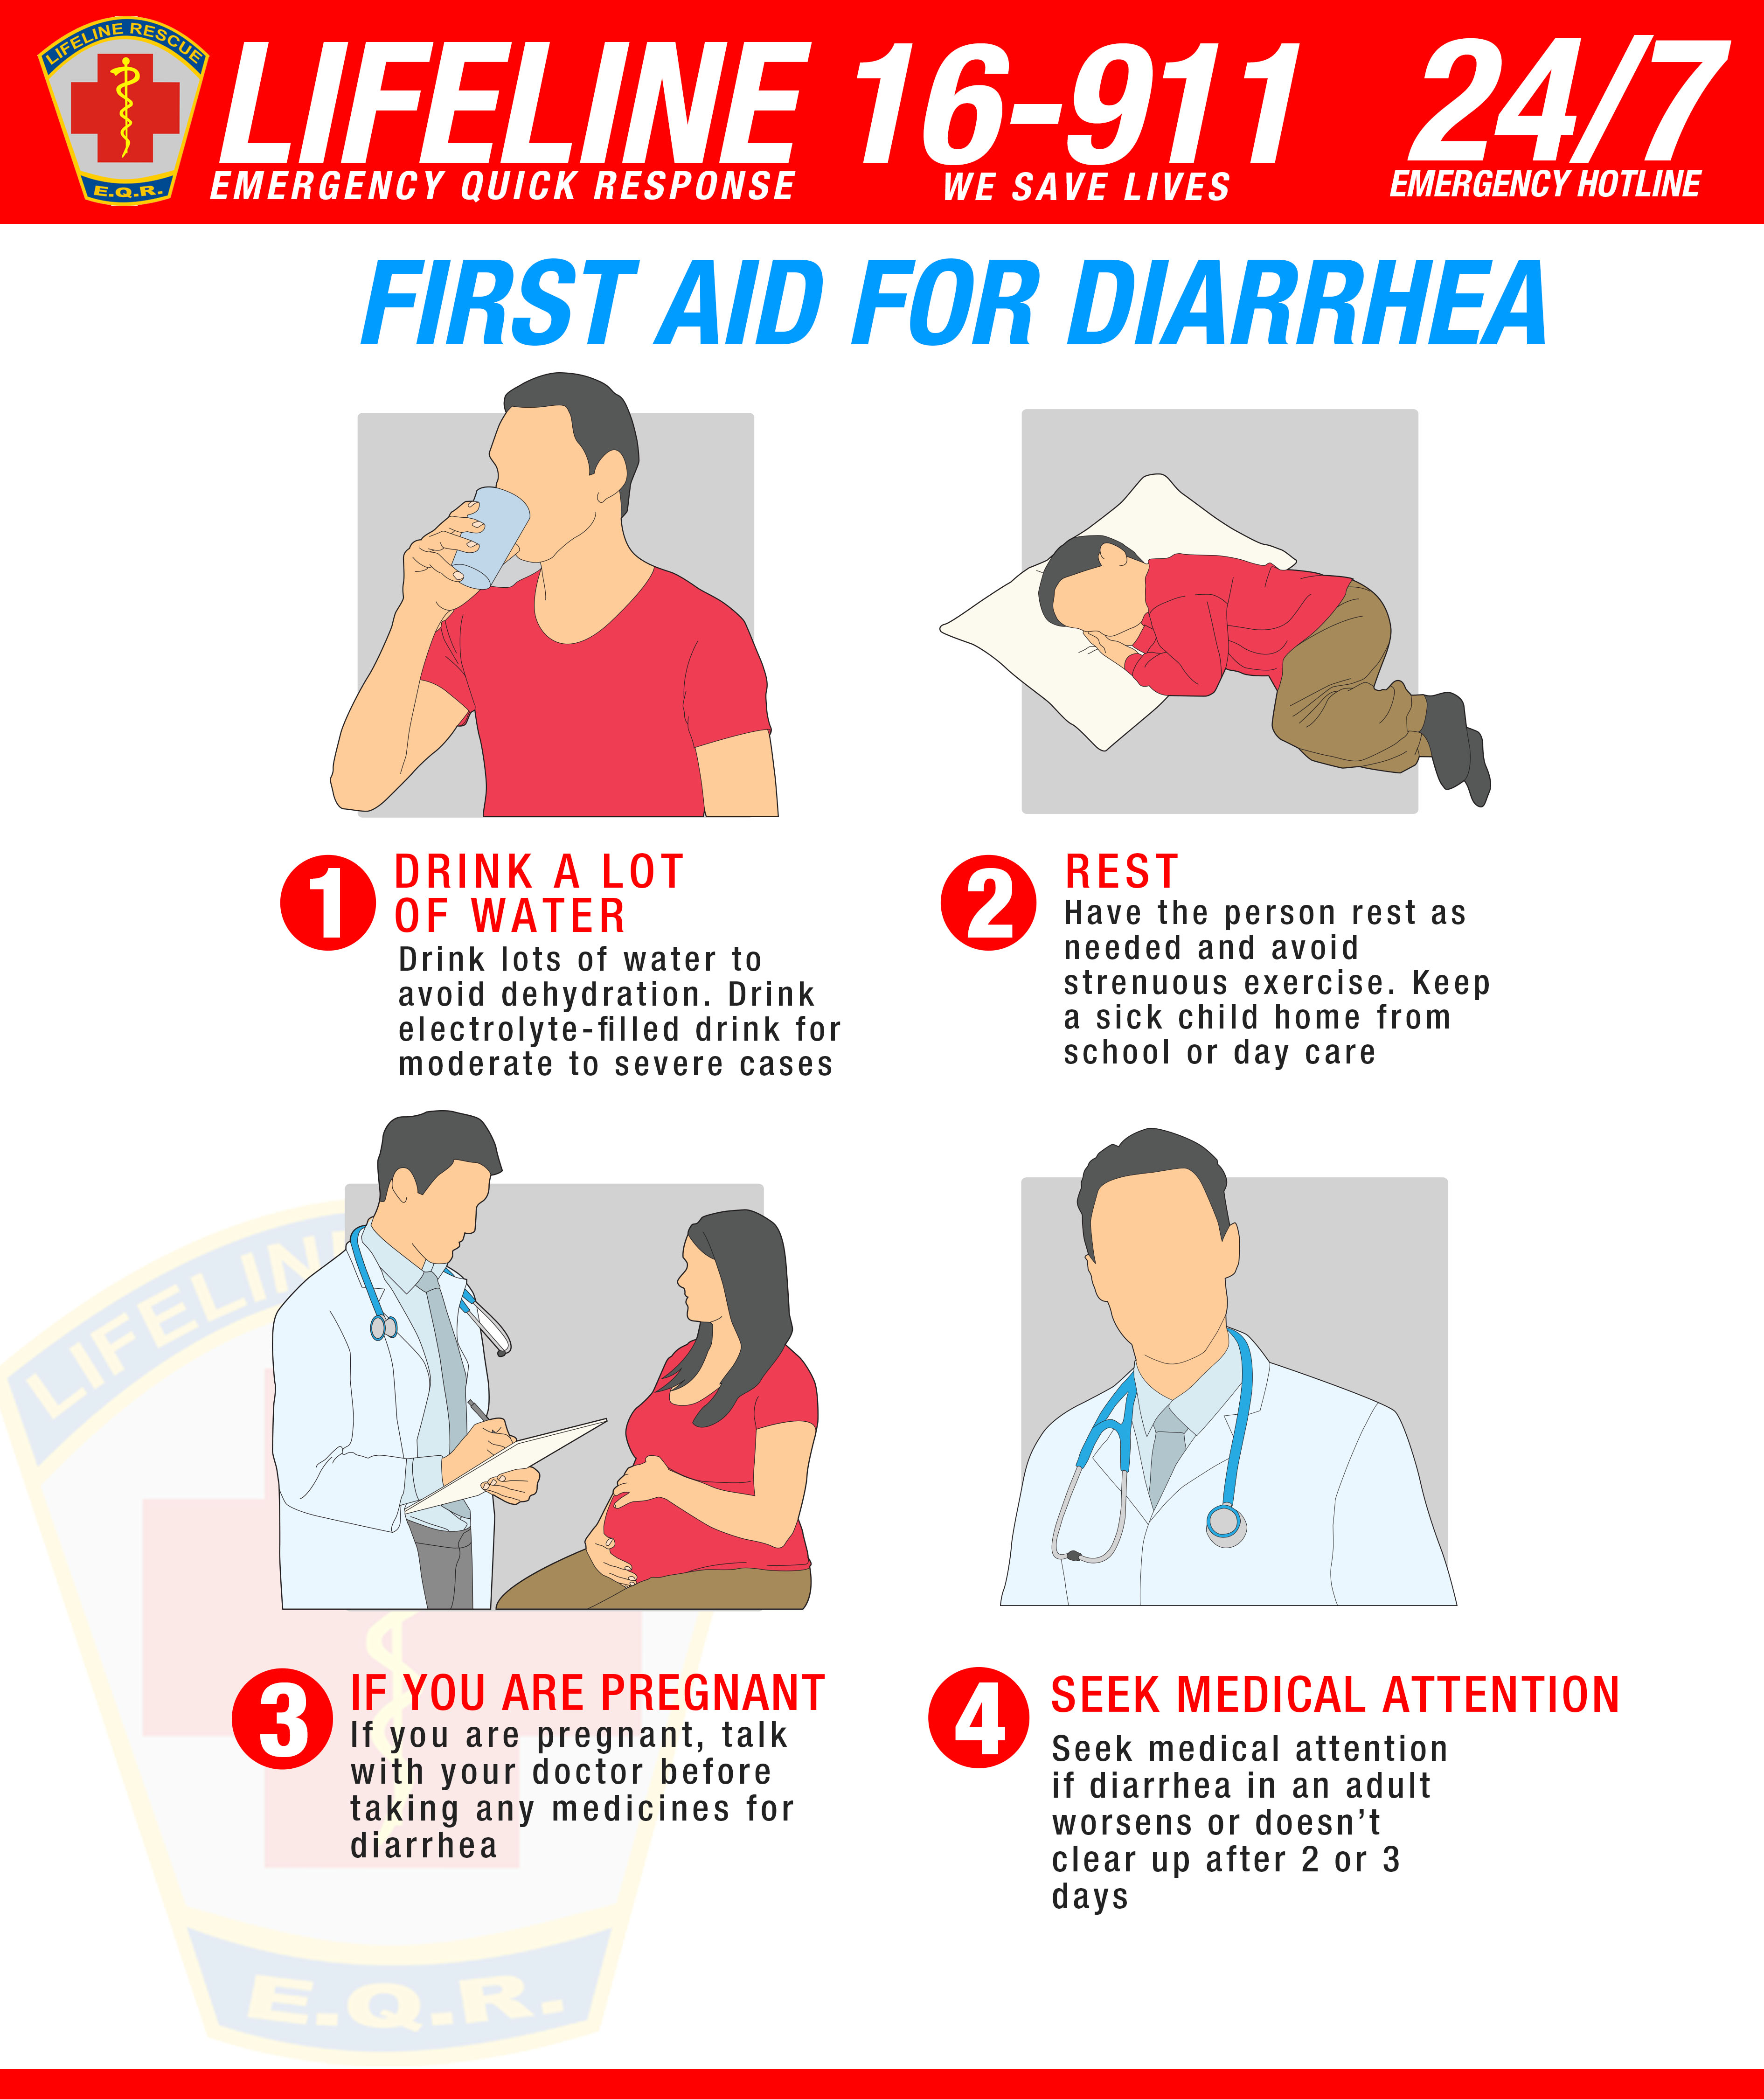 LIFELINE RESCUE
E.Q.R.
LIFELINE 16-911 24/7
EMERGENCY QUICK RESPONSE WE SAVE LIVES EMERGENCY HOTLINE
FIRST AID FOR DIARRHEA
1 DRINK A LOT
OF WATER
Drink lots of water to
avoid dehydration. Drink
electrolyte-filled drink for
moderate to severe cases
2 REST
Have the person rest as
needed and avoid
strenuous exercise. Keep
a sick child home from
school or day care
3 IF YOU ARE PREGNANT
If you are pregnant, talk
with your doctor before
taking any medicines for
diarrhea
4 SEEK MEDICAL ATTENTION
Seek medical attention
if diarrhea in an adult
worsens or doesn’t
clear up after 2 or 3
days
LIFELIN
E.Q.R.